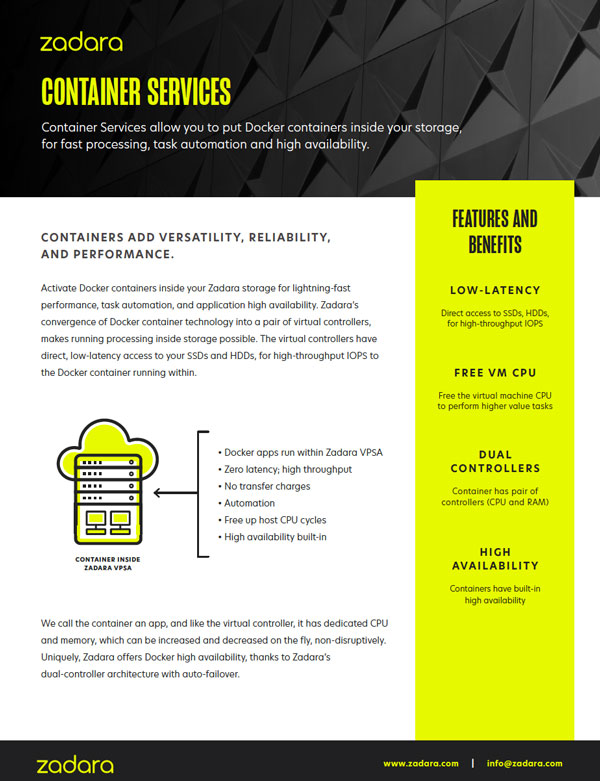 zadara
CONTAINER SERVICES
Container Services allow you to put Docker containers inside your storage,
for fast processing, task automation and high availability.
CONTAINERS ADD VERSATILITY, RELIABILITY,
AND PERFORMANCE.
Activate Docker containers inside your Zadara storage for lightning-fast
performance, task automation, and application high availability. Zadara's
convergence of Docker container technology into a pair of virtual controllers,
makes running processing inside storage possible. The virtual controllers have
direct, low-latency access to your SSDs and HDDs, for high-throughput IOPS to
the Docker container running within.
• Docker apps run within Zadara VPSA
• Zero latency; high throughput
• No transfer charges
• Automation
• Free up host CPU cycles
• High availability built-in
CONTAINER INSIDE
ZADARA VPSA
We call the container an app, and like the virtual controller, it has dedicated CPU
and memory, which can be increased and decreased on the fly, non-disruptively.
Uniquely, Zadara offers Docker high availability, thanks to Zadara's
dual-controller architecture with auto-failover.
FEATURES AND
BENEFITS
LOW-LATENCY
Direct access to SSDs, HDDs,
for high-throughput IOPS
FREE VM CPU
Free the virtual machine CPU
to perform higher value tasks
DUAL
CONTROLLERS
Container has pair of
controllers (CPU and RAM)
HIGH
AVAILABILITY
Containers have built-in
high availability
zadara
www.zadara.com | info@zadara.com